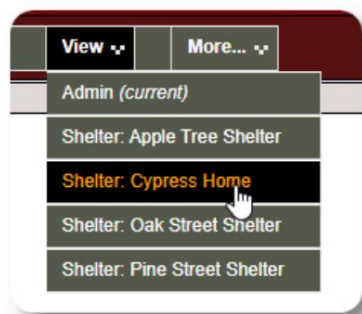 View More...
Admin (current)
Shelter: Apple Tree Shelter
Shelter: Cypress Home
Shelter: Oak Street Shelter
Shelter: Pine Street Shelter